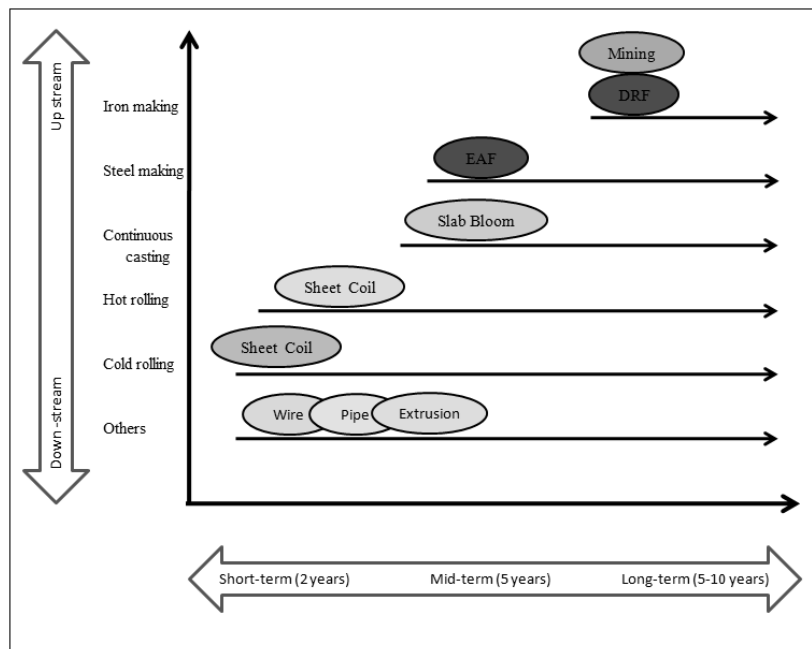 Up stream
Down -stream
Mining
Iron making
DRF
Steel making
EAF
Continuous
casting
Slab Bloom
Hot rolling
Sheet Coil
Cold rolling
Sheet Coil
Others
Wire
Pipe
Extrusion
Short-term (2 years)
Mid-term (5 years)
Long-term (5-10 years)